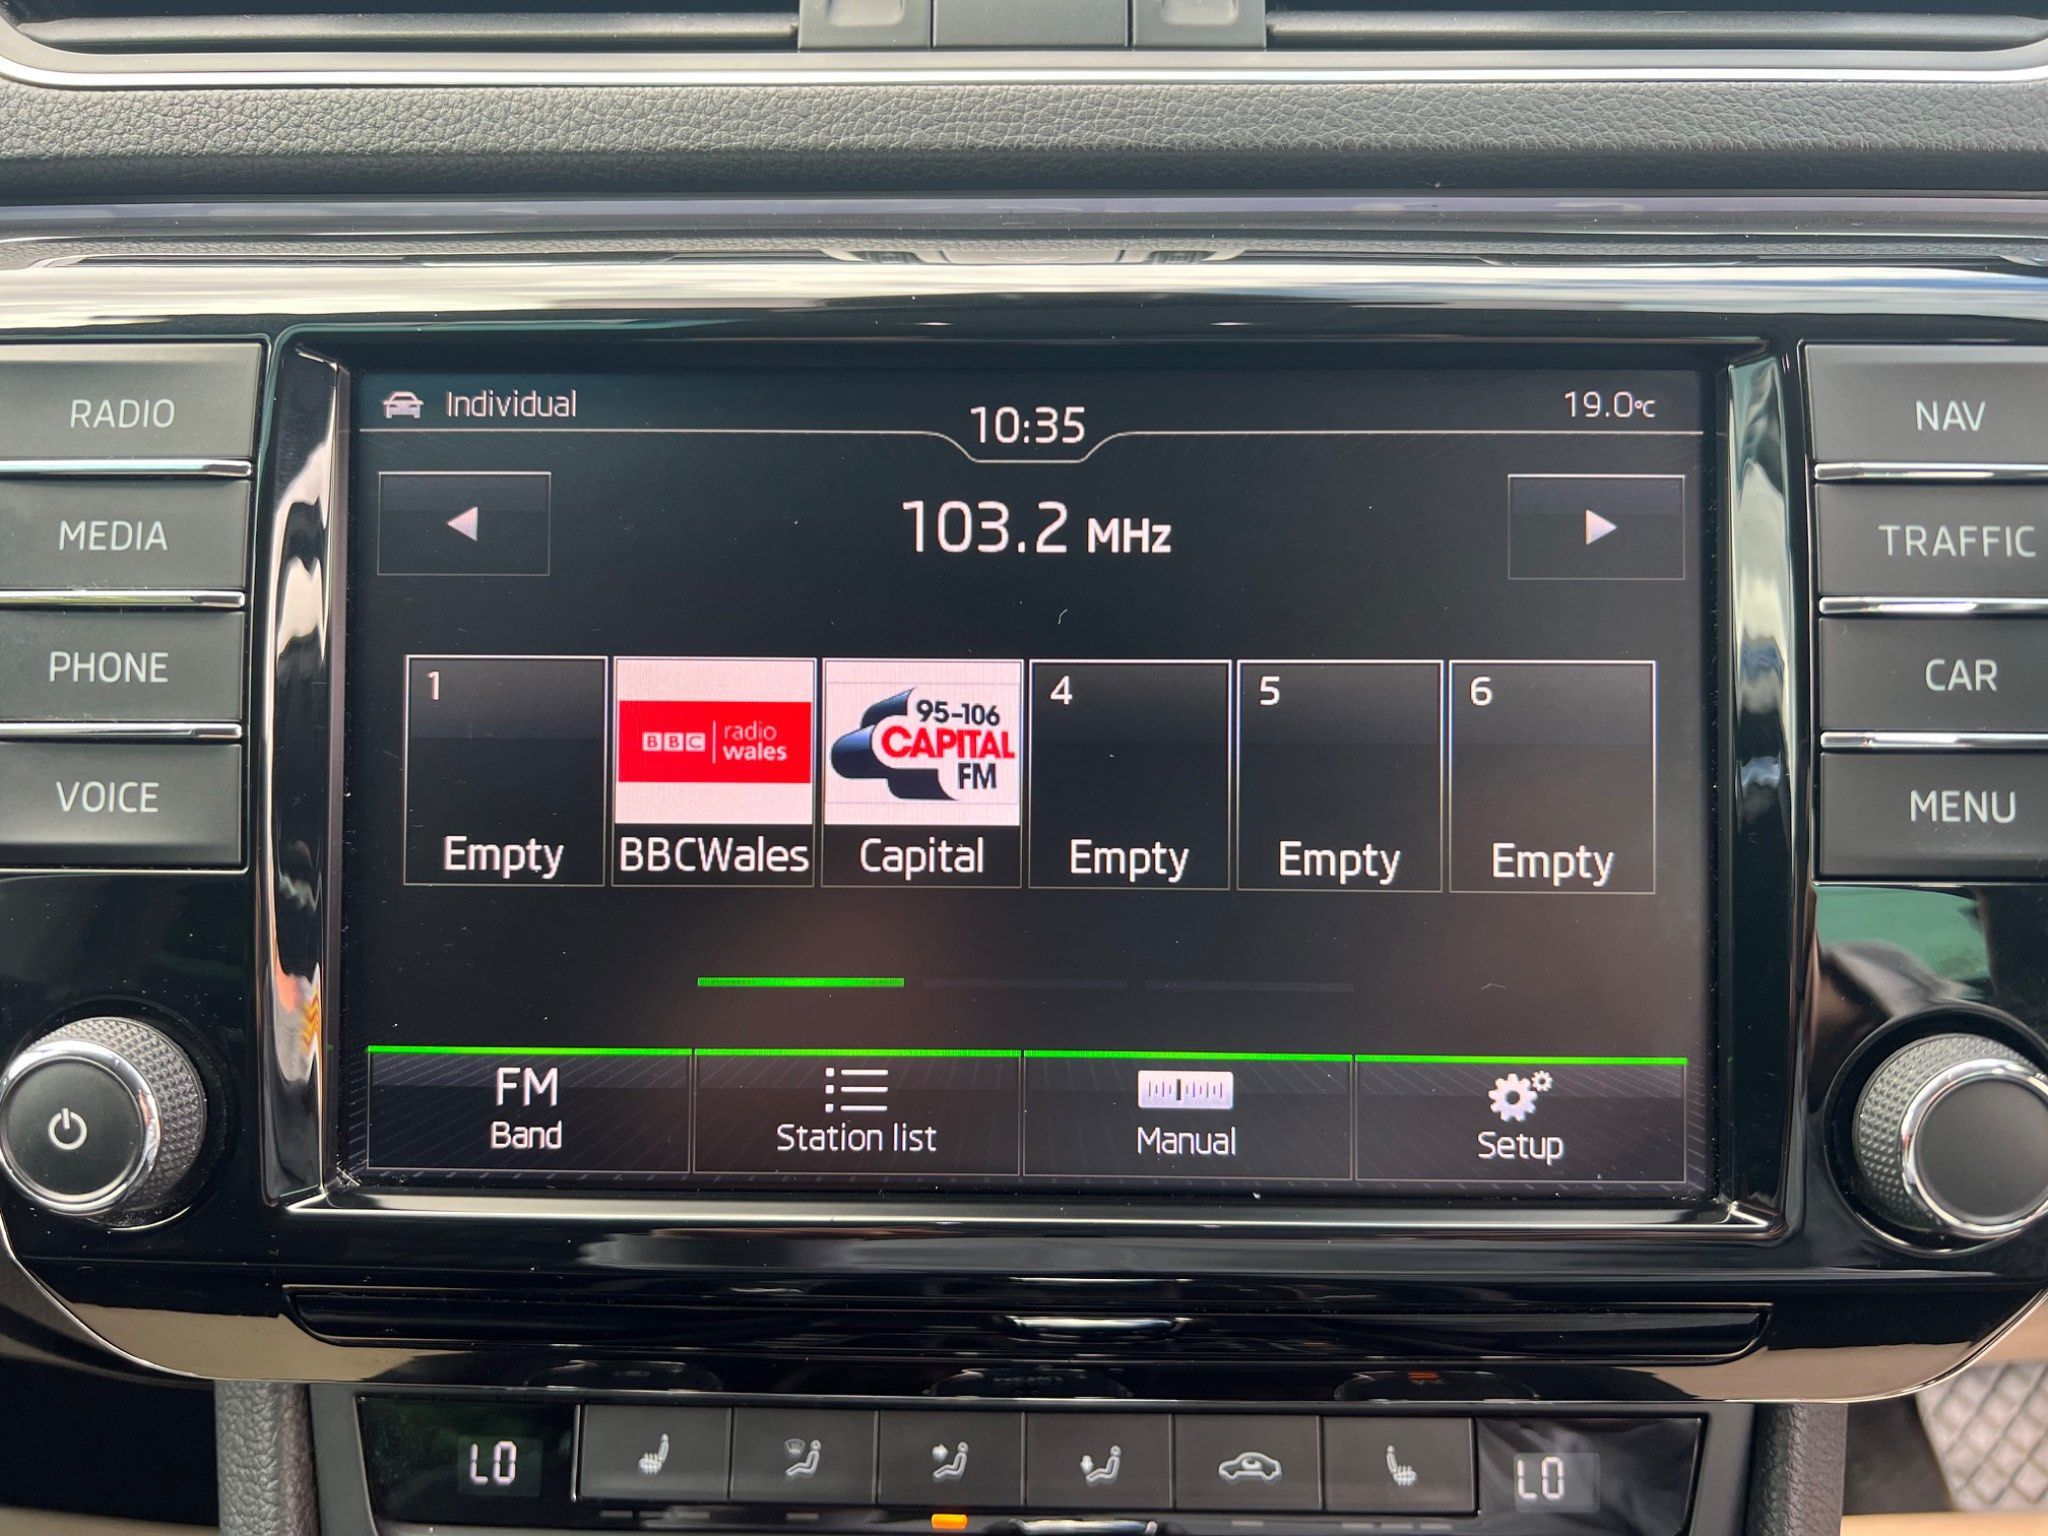 RADIO
MEDIA
PHONE
VOICE
Individual
10:35
19.0°C
103.2 MHz
1
Empty
BBC radio
wales
BBCWales
95-106
CAPITAL
FM
Capital
4
Empty
5
Empty
6
Empty
FM
Band
Station list
Manual
Setup
NAV
TRAFFIC
CAR
MENU
LO
LO